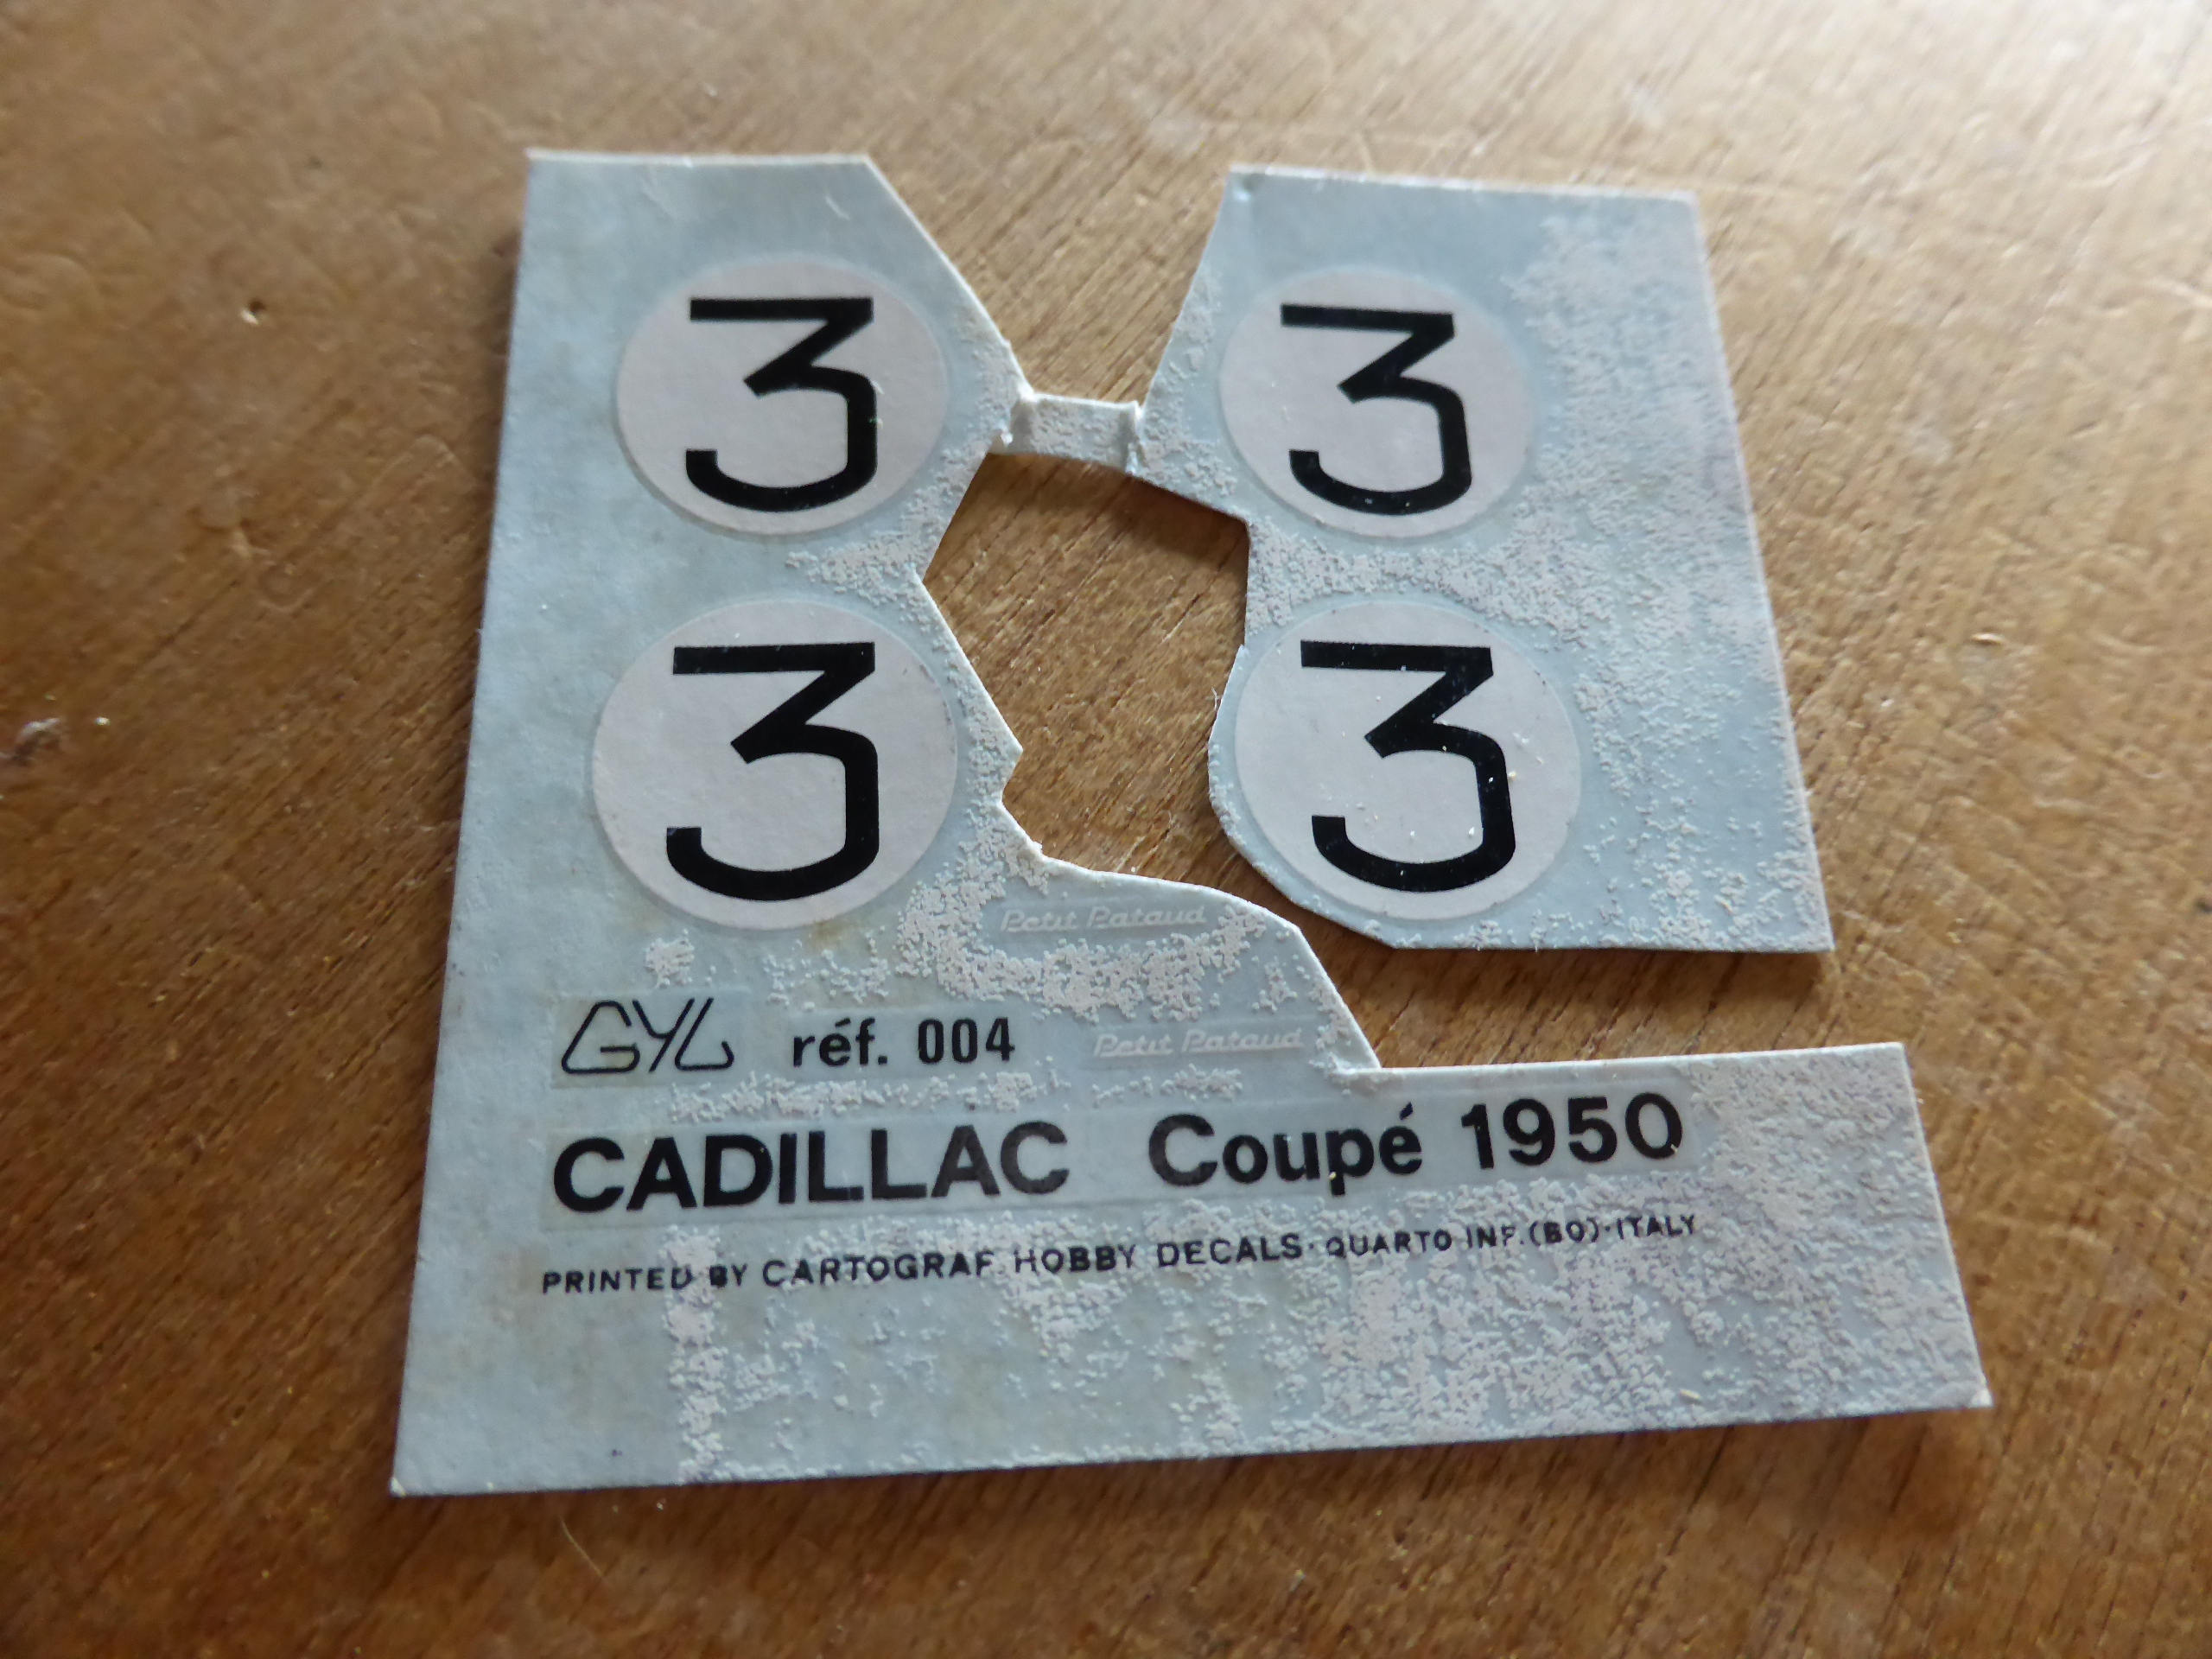 3 3
3 3
Petit Pataud
GYL réf. 004 Petit Pataud
CADILLAC Coupé 1950
PRINTED BY CARTOGRAF HOBBY DECALS·QUARTO INF.(BO)·ITALY